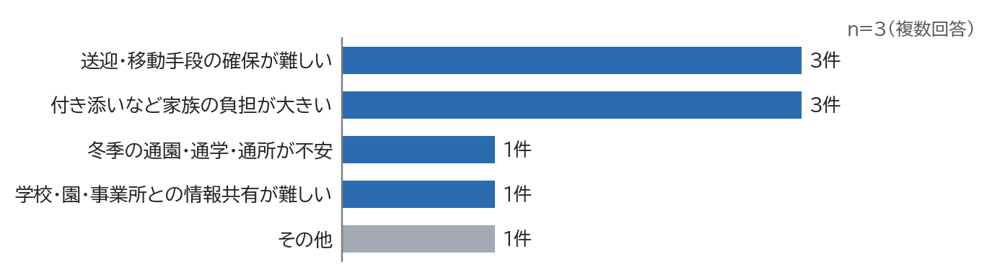 n=3(複数回答)
送迎・移動手段の確保が難しい 3件
付き添いなど家族の負担が大きい 3件
冬季の通園・通学・通所が不安 1件
学校・園・事業所との情報共有が難しい 1件
その他 1件